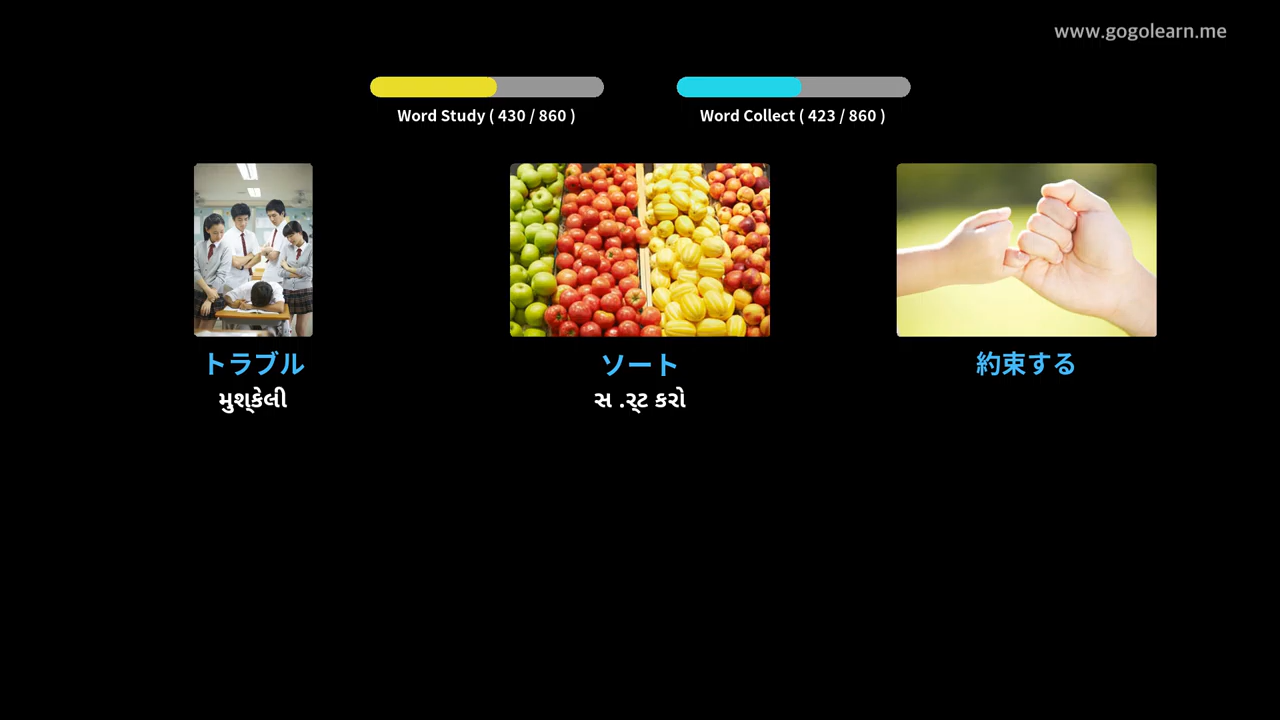 www.gogolearn.me
Word Study ( 430 / 860 )
Word Collect ( 423 / 860 )
トラブル
ソート
約束する
મુશ્કેલી
સ .ર્ટ કરો